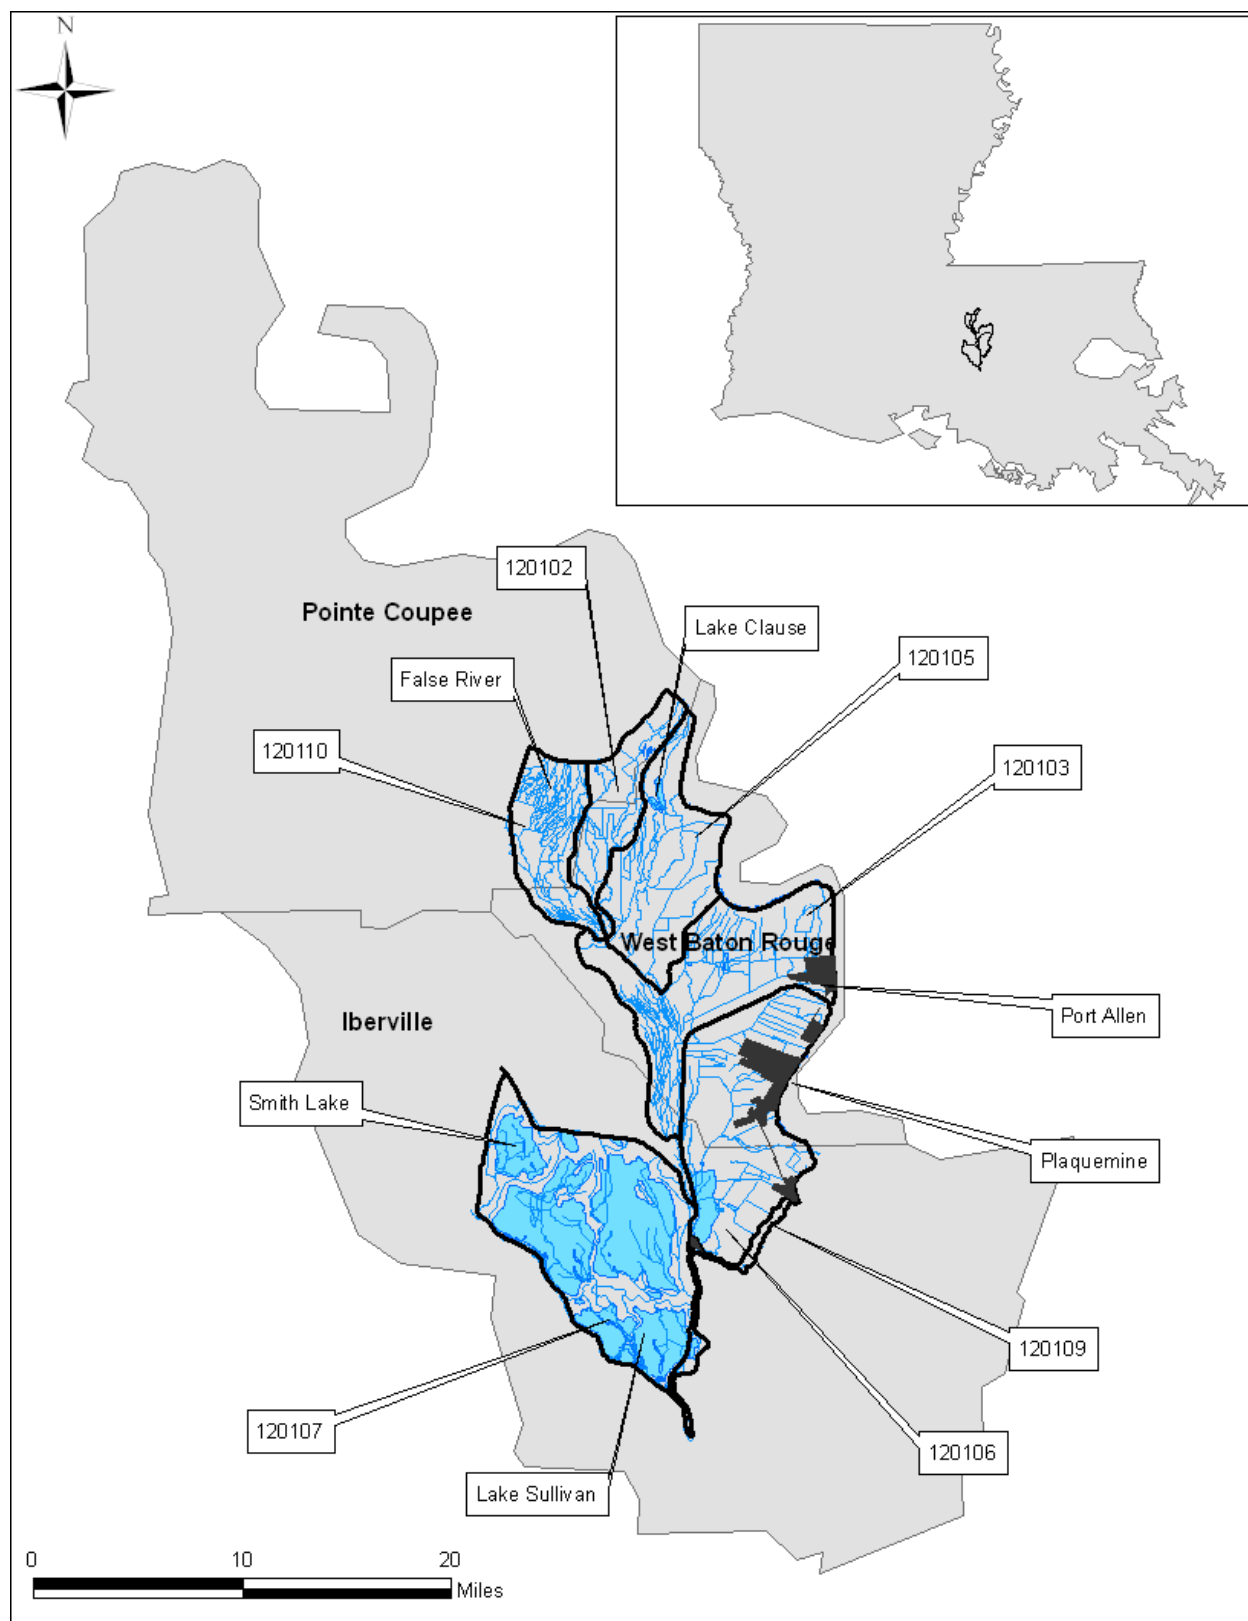 N
120102
Pointe Coupee
Lake Clause
120105
False River
120110
120103
West Baton Rouge
Iberville
Port Allen
Smith Lake
Plaquemine
120109
120107
120106
Lake Sullivan
0 10 20
Miles